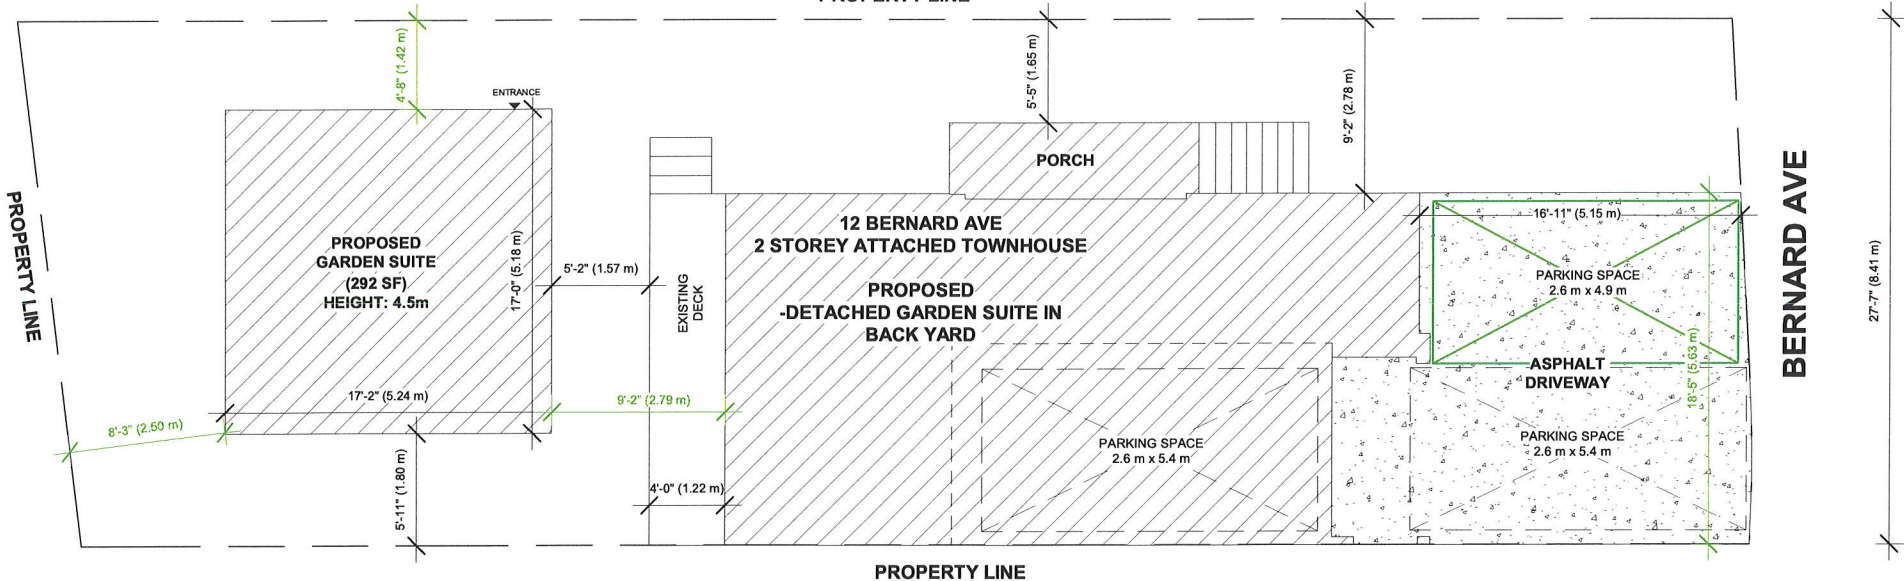 PROPERTY LINE
4'-8" (1.42 m)
ENTRANCE
5'-5" (1.65 m)
9'-2" (2.78 m)
PORCH
PROPERTY LINE
PROPOSED
GARDEN SUITE
(292 SF)
HEIGHT: 4.5m
17'-0" (5.18 m)
5'-2" (1.57 m)
EXISTING
DECK
12 BERNARD AVE
2 STOREY ATTACHED TOWNHOUSE
PROPOSED
-DETACHED GARDEN SUITE IN
BACK YARD
16'-11" (5.15 m)
PARKING SPACE
2.6 m x 4.9 m
ASPHALT
DRIVEWAY
18'-5" (5.63 m)
BERNARD AVE
27'-7" (8.41 m)
17'-2" (5.24 m)
8'-3" (2.50 m)
9'-2" (2.79 m)
PARKING SPACE
2.6 m x 5.4 m
PARKING SPACE
2.6 m x 5.4 m
5'-11" (1.80 m)
4'-0" (1.22 m)
PROPERTY LINE